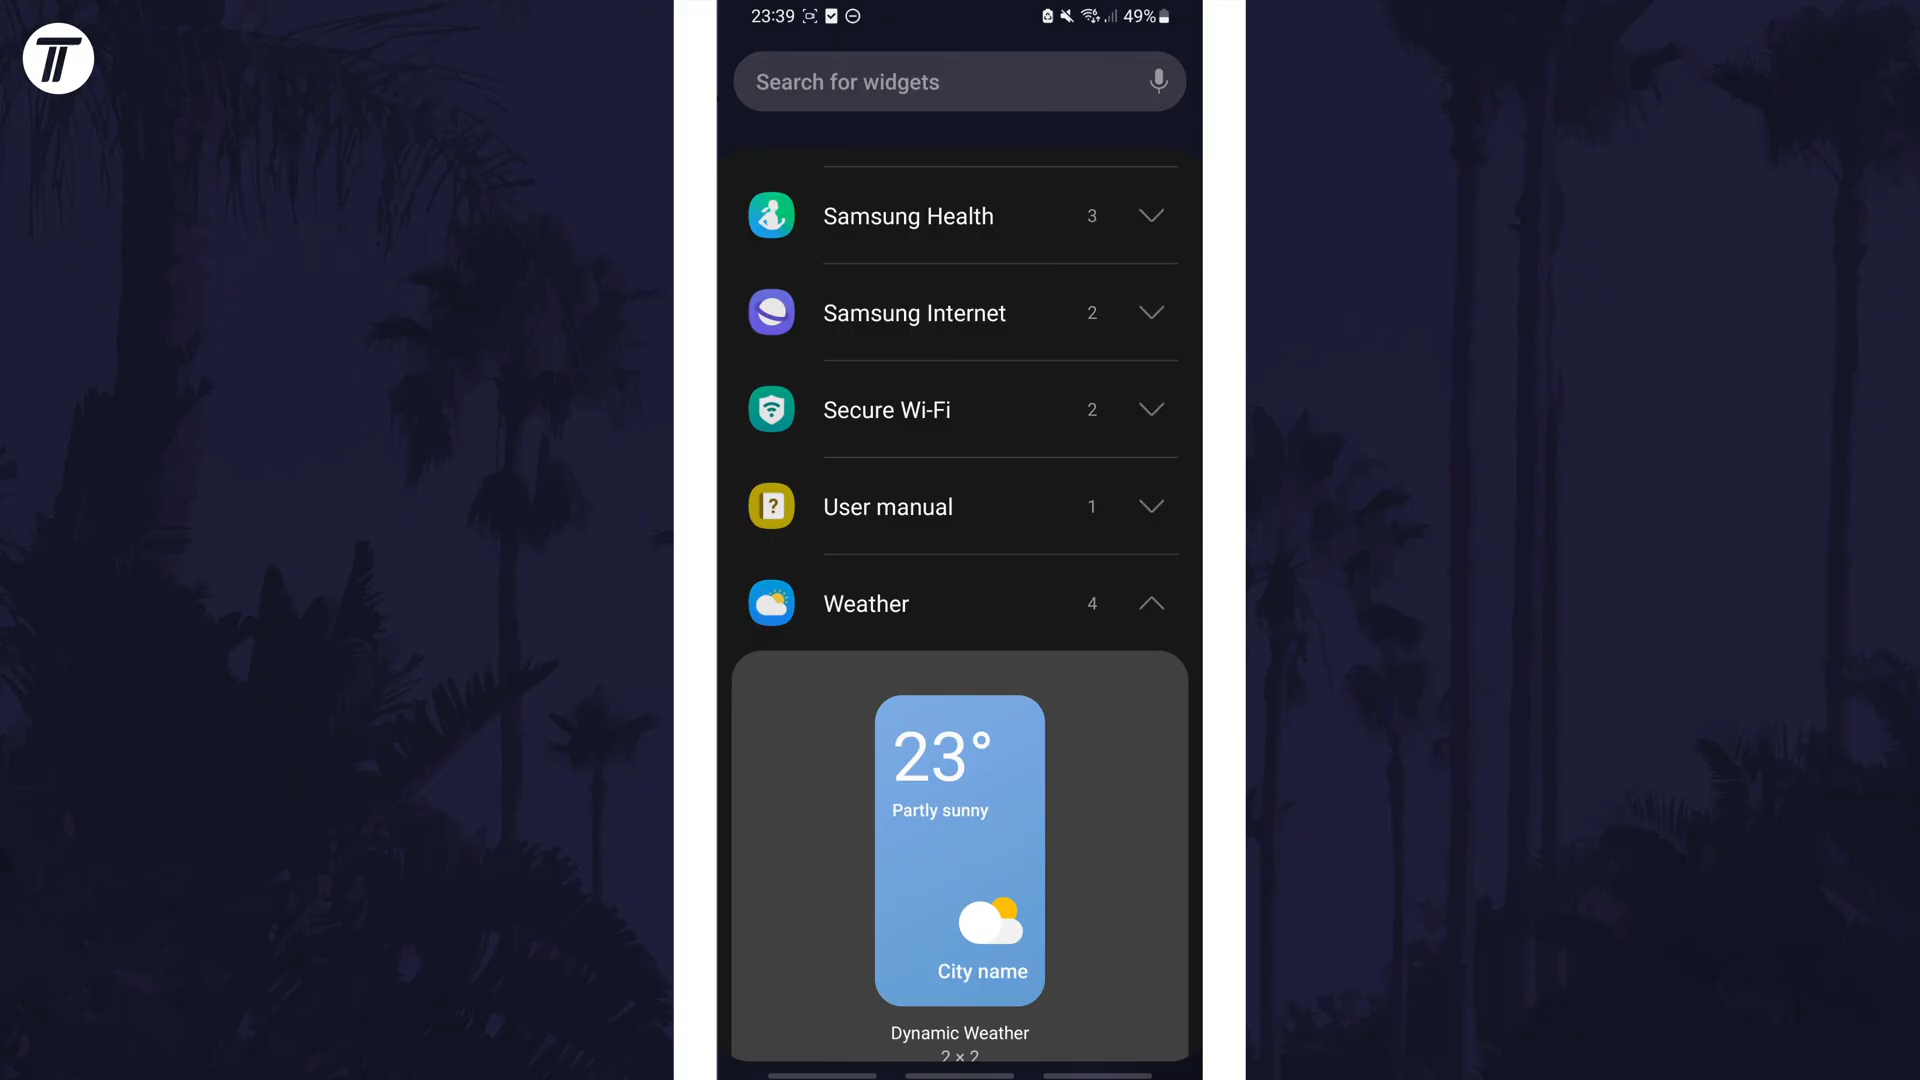 TT
23:39
49%
Search for widgets
Samsung Health 3
Samsung Internet 2
Secure Wi-Fi 2
User manual 1
Weather 4
23°
Partly sunny
City name
Dynamic Weather
2 × 2